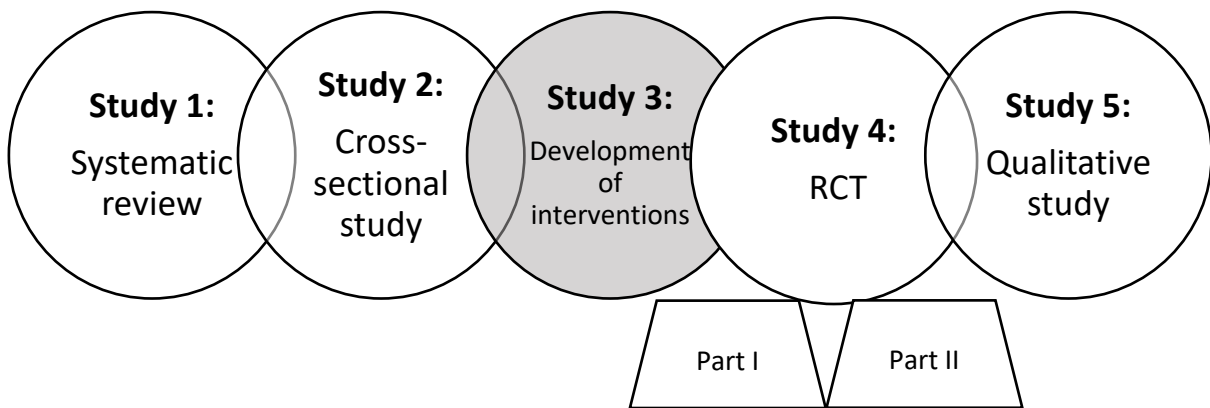 Study 1:
Systematic
review
Study 2:
Cross-
sectional
study
Study 3:
Development
of
interventions
Study 4:
RCT
Study 5:
Qualitative
study
Part I
Part II